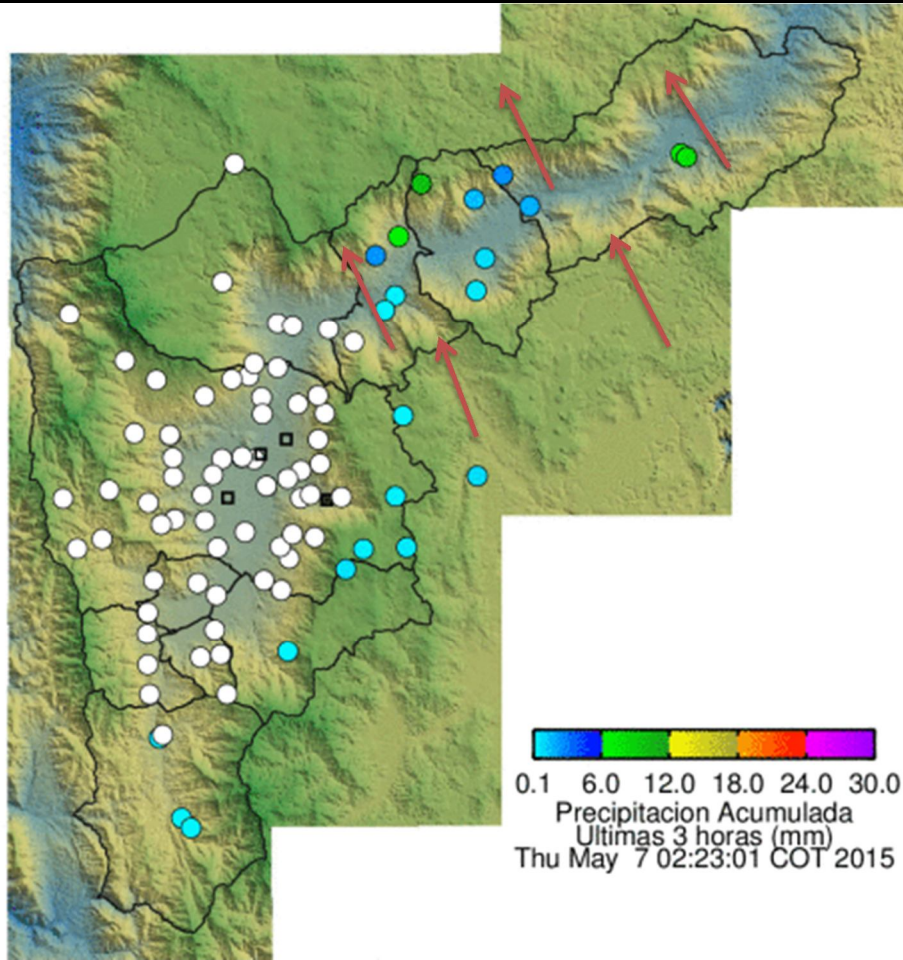 0.1 6.0 12.0 18.0 24.0 30.0
Precipitacion Acumulada
Ultimas 3 horas (mm)
Thu May 7 02:23:01 COT 2015